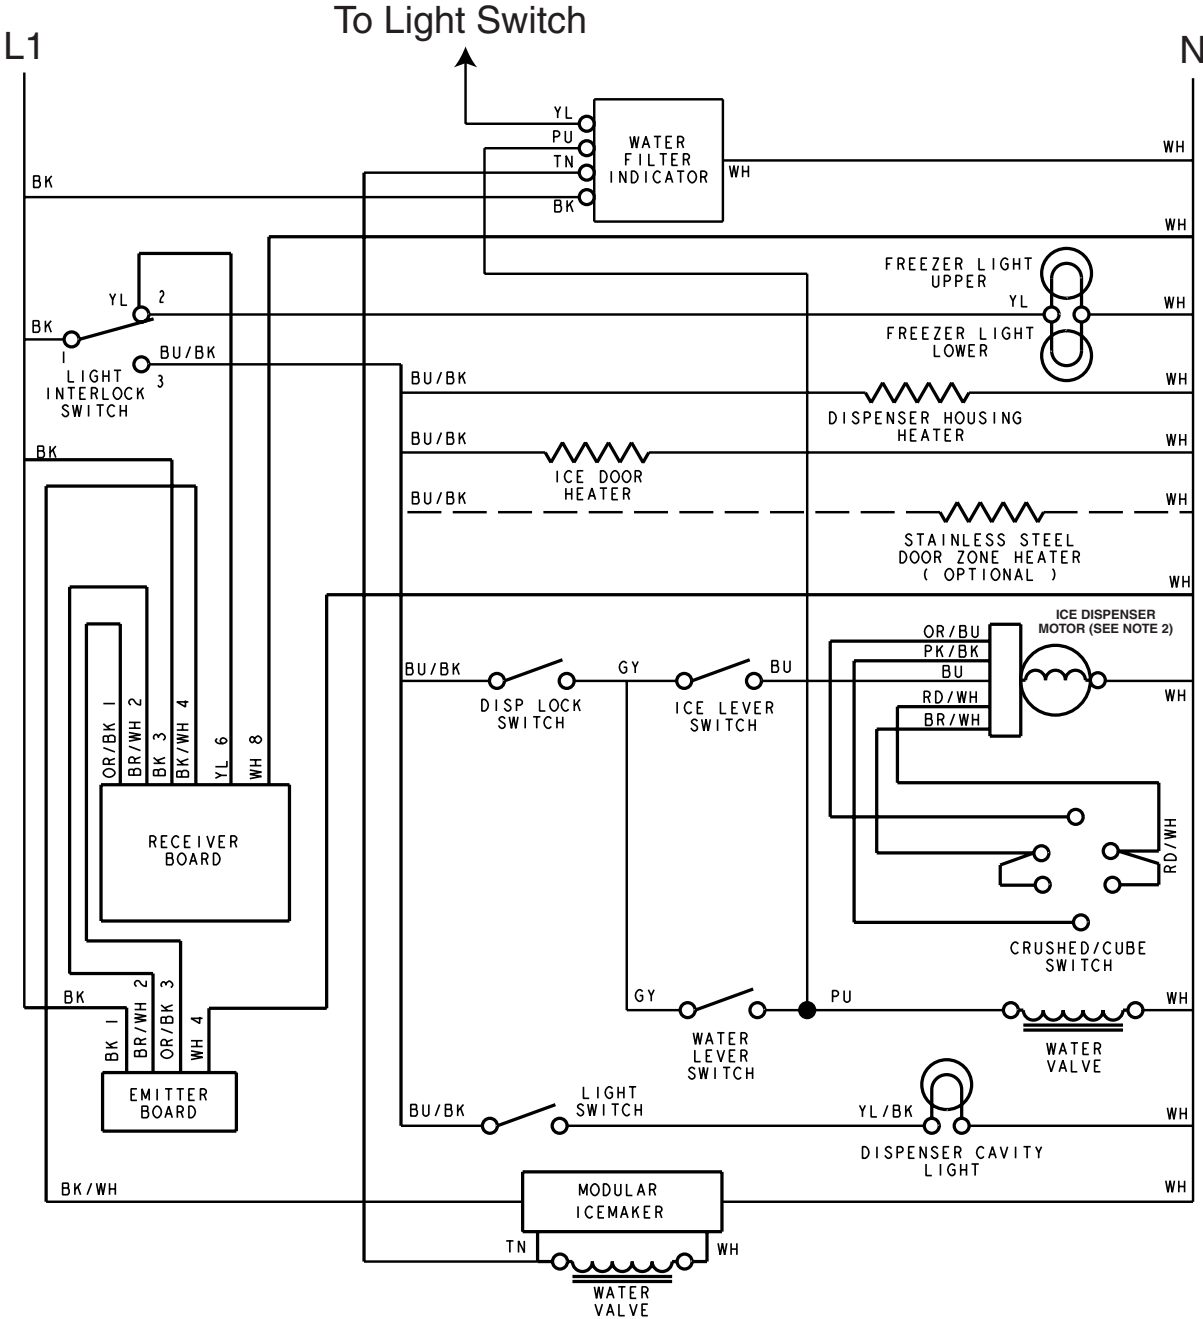 To Light Switch
L1
N
YL
PU
TN
BK
WATER
FILTER
INDICATOR
WH
WH
BK
WH
FREEZER LIGHT
UPPER
YL
WH
FREEZER LIGHT
LOWER
YL 2
BK
1
BU/BK
3
LIGHT
INTERLOCK
SWITCH
BU/BK
WH
DISPENSER HOUSING
HEATER
BU/BK
WH
ICE DOOR
HEATER
BK
BU/BK
WH
STAINLESS STEEL
DOOR ZONE HEATER
( OPTIONAL )
WH
ICE DISPENSER
MOTOR (SEE NOTE 2)
OR/BU
PK/BK
BU
RD/WH
BR/WH
WH
BU/BK
DISP LOCK
SWITCH
GY
ICE LEVER
SWITCH
BU
OR/BK 1
BR/WH 2
BK 3
BK/WH 4
YL 6
WH 8
RECEIVER
BOARD
RD/WH
CRUSHED/CUBE
SWITCH
BK
BK 1
BR/WH 2
OR/BK 3
WH 4
EMITTER
BOARD
GY
WATER
LEVER
SWITCH
PU
WH
WATER
VALVE
BU/BK
LIGHT
SWITCH
YL/BK
WH
DISPENSER CAVITY
LIGHT
BK/WH
MODULAR
ICEMAKER
WH
TN
WH
WATER
VALVE